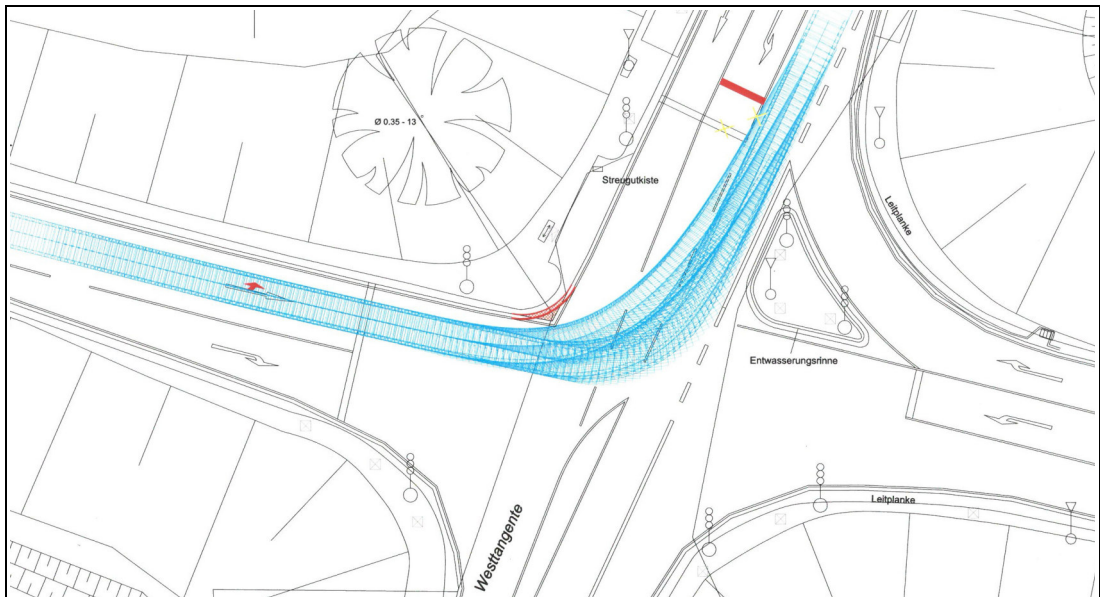 Ø 0.35 - 13
Streugutkiste
Leitplanke
Entwasserungsrinne
Leitplanke
Westtangente